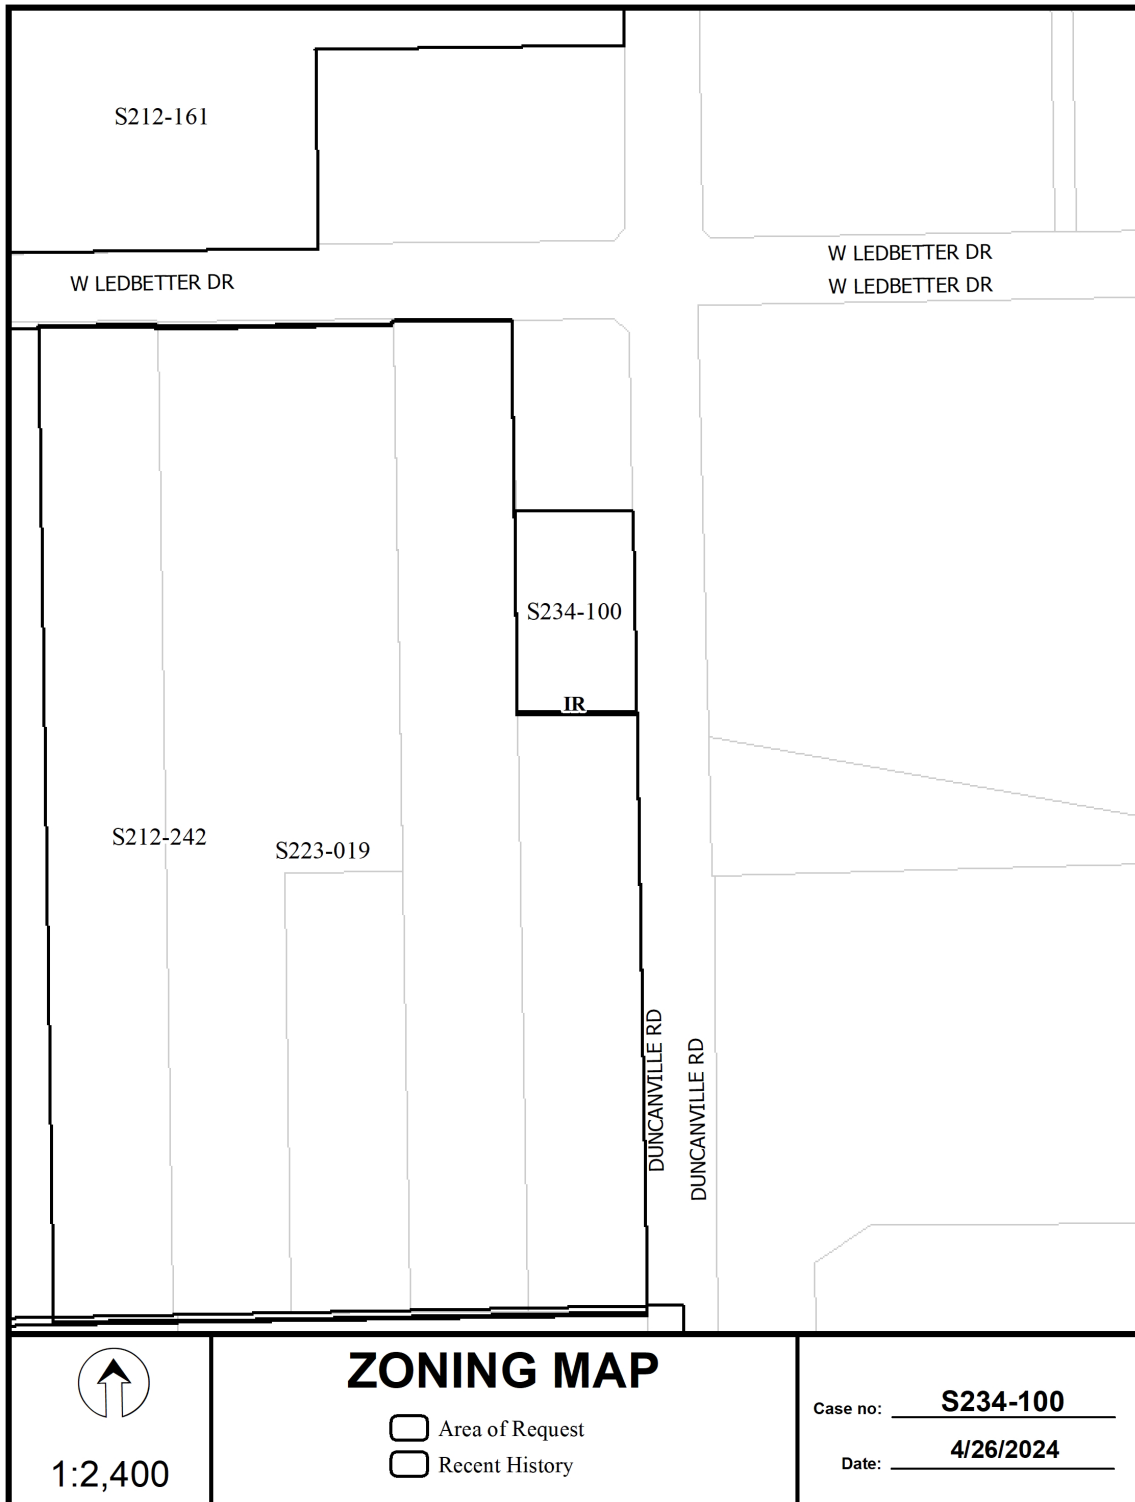 S212-161
W LEDBETTER DR
W LEDBETTER DR
W LEDBETTER DR
S234-100
IR
S212-242
S223-019
DUNCANVILLE RD
DUNCANVILLE RD
1:2,400
ZONING MAP
Area of Request
Recent History
Case no: S234-100
Date: 4/26/2024